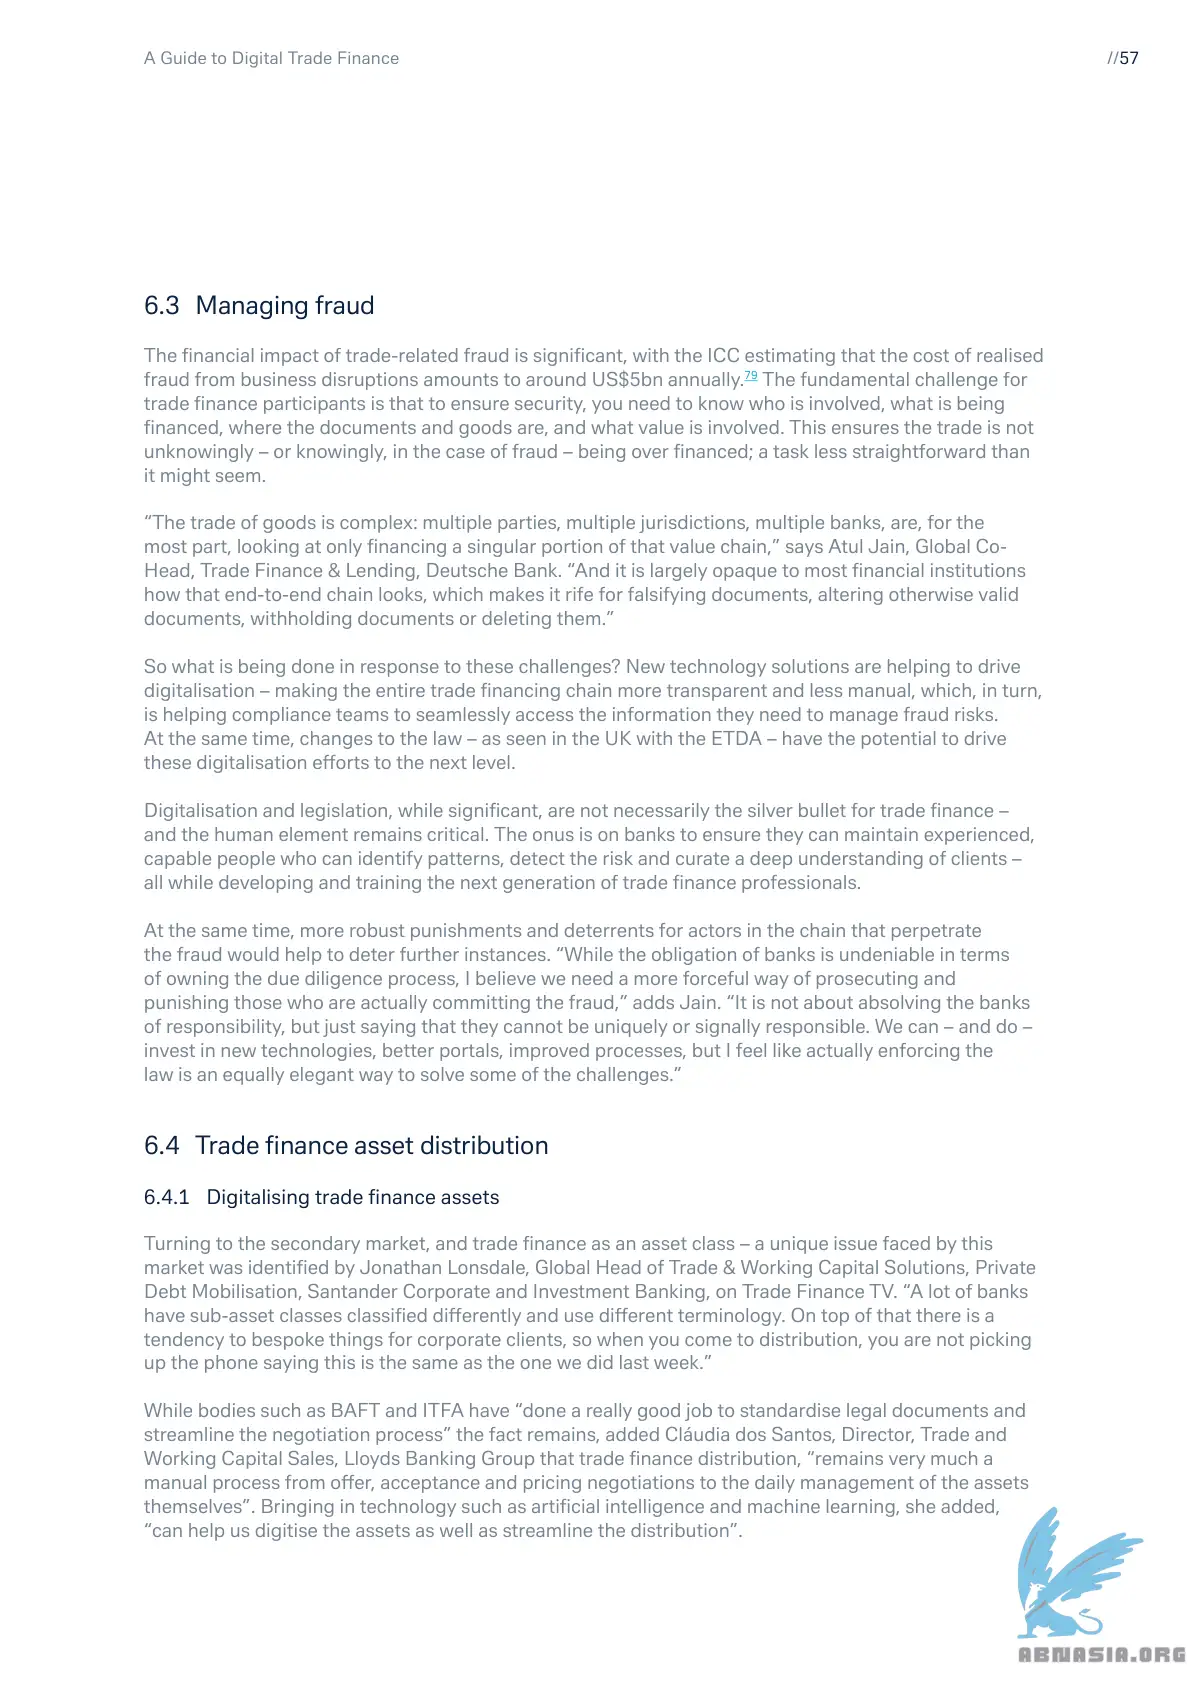 A Guide to Digital Trade Finance
//57
6.3 Managing fraud
The financial impact of trade-related fraud is significant, with the ICC estimating that the cost of realised
fraud from business disruptions amounts to around US$5bn annually.79 The fundamental challenge for
trade finance participants is that to ensure security, you need to know who is involved, what is being
financed, where the documents and goods are, and what value is involved. This ensures the trade is not
unknowingly – or knowingly, in the case of fraud – being over financed; a task less straightforward than
it might seem.
“The trade of goods is complex: multiple parties, multiple jurisdictions, multiple banks, are, for the
most part, looking at only financing a singular portion of that value chain,” says Atul Jain, Global Co-
Head, Trade Finance & Lending, Deutsche Bank. “And it is largely opaque to most financial institutions
how that end-to-end chain looks, which makes it rife for falsifying documents, altering otherwise valid
documents, withholding documents or deleting them.”
So what is being done in response to these challenges? New technology solutions are helping to drive
digitalisation – making the entire trade financing chain more transparent and less manual, which, in turn,
is helping compliance teams to seamlessly access the information they need to manage fraud risks.
At the same time, changes to the law – as seen in the UK with the ETDA – have the potential to drive
these digitalisation efforts to the next level.
Digitalisation and legislation, while significant, are not necessarily the silver bullet for trade finance –
and the human element remains critical. The onus is on banks to ensure they can maintain experienced,
capable people who can identify patterns, detect the risk and curate a deep understanding of clients –
all while developing and training the next generation of trade finance professionals.
At the same time, more robust punishments and deterrents for actors in the chain that perpetrate
the fraud would help to deter further instances. “While the obligation of banks is undeniable in terms
of owning the due diligence process, I believe we need a more forceful way of prosecuting and
punishing those who are actually committing the fraud,” adds Jain. “It is not about absolving the banks
of responsibility, but just saying that they cannot be uniquely or signally responsible. We can – and do –
invest in new technologies, better portals, improved processes, but I feel like actually enforcing the
law is an equally elegant way to solve some of the challenges.”
6.4 Trade finance asset distribution
6.4.1 Digitalising trade finance assets
Turning to the secondary market, and trade finance as an asset class – a unique issue faced by this
market was identified by Jonathan Lonsdale, Global Head of Trade & Working Capital Solutions, Private
Debt Mobilisation, Santander Corporate and Investment Banking, on Trade Finance TV. “A lot of banks
have sub-asset classes classified differently and use different terminology. On top of that there is a
tendency to bespoke things for corporate clients, so when you come to distribution, you are not picking
up the phone saying this is the same as the one we did last week.”
While bodies such as BAFT and ITFA have “done a really good job to standardise legal documents and
streamline the negotiation process” the fact remains, added Cláudia dos Santos, Director, Trade and
Working Capital Sales, Lloyds Banking Group that trade finance distribution, “remains very much a
manual process from offer, acceptance and pricing negotiations to the daily management of the assets
themselves”. Bringing in technology such as artificial intelligence and machine learning, she added,
“can help us digitise the assets as well as streamline the distribution”.
ABNASIA.ORG